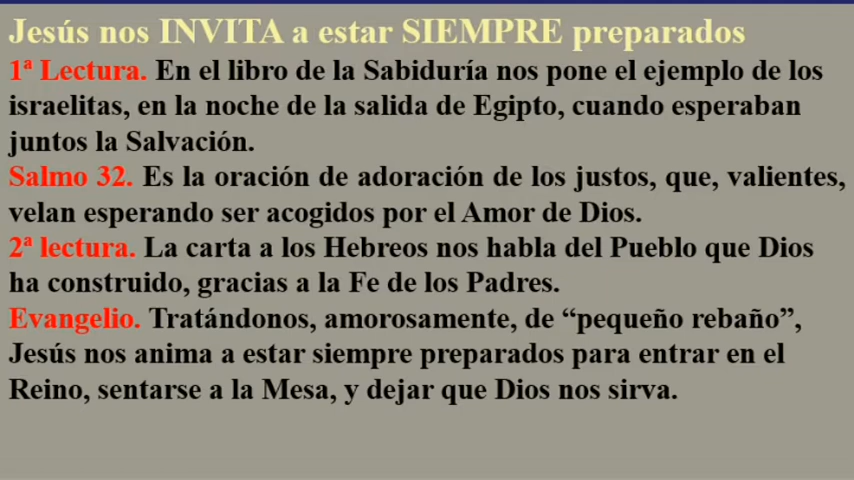 Jesús nos INVITA a estar SIEMPRE preparados
1ª Lectura. En el libro de la Sabiduría nos pone el ejemplo de los
israelitas, en la noche de la salida de Egipto, cuando esperaban
juntos la Salvación.
Salmo 32. Es la oración de adoración de los justos, que, valientes,
velan esperando ser acogidos por el Amor de Dios.
2ª lectura. La carta a los Hebreos nos habla del Pueblo que Dios
ha construido, gracias a la Fe de los Padres.
Evangelio. Tratándonos, amorosamente, de “pequeño rebaño”,
Jesús nos anima a estar siempre preparados para entrar en el
Reino, sentarse a la Mesa, y dejar que Dios nos sirva.